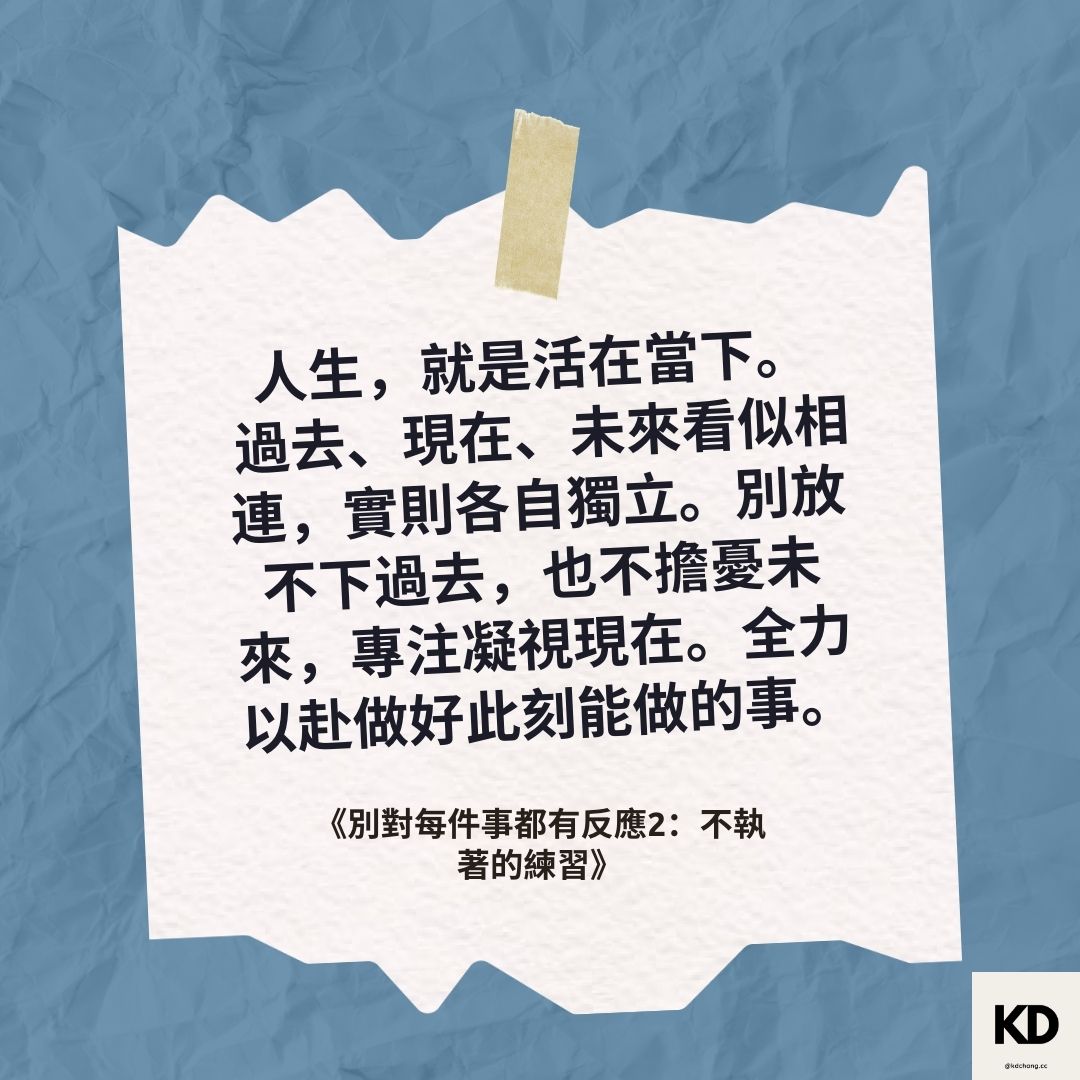 人生，就是活在當下。
過去、現在、未來看似相
連，實則各自獨立。別放
不下過去，也不擔憂未
來，專注凝視現在。全力
以赴做好此刻能做的事。
《別對每件事都有反應2：不執
著的練習》
KD
@kdchang.cc